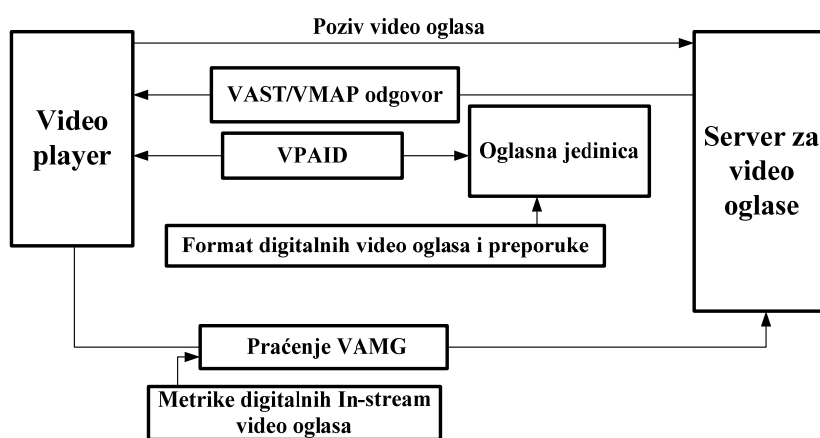 Poziv video oglasa
Video
player
VAST/VMAP odgovor
VPAID
Oglasna jedinica
Server za
video
oglase
Format digitalnih video oglasa i preporuke
Praćenje VAMG
Metrike digitalnih In-stream
video oglasa